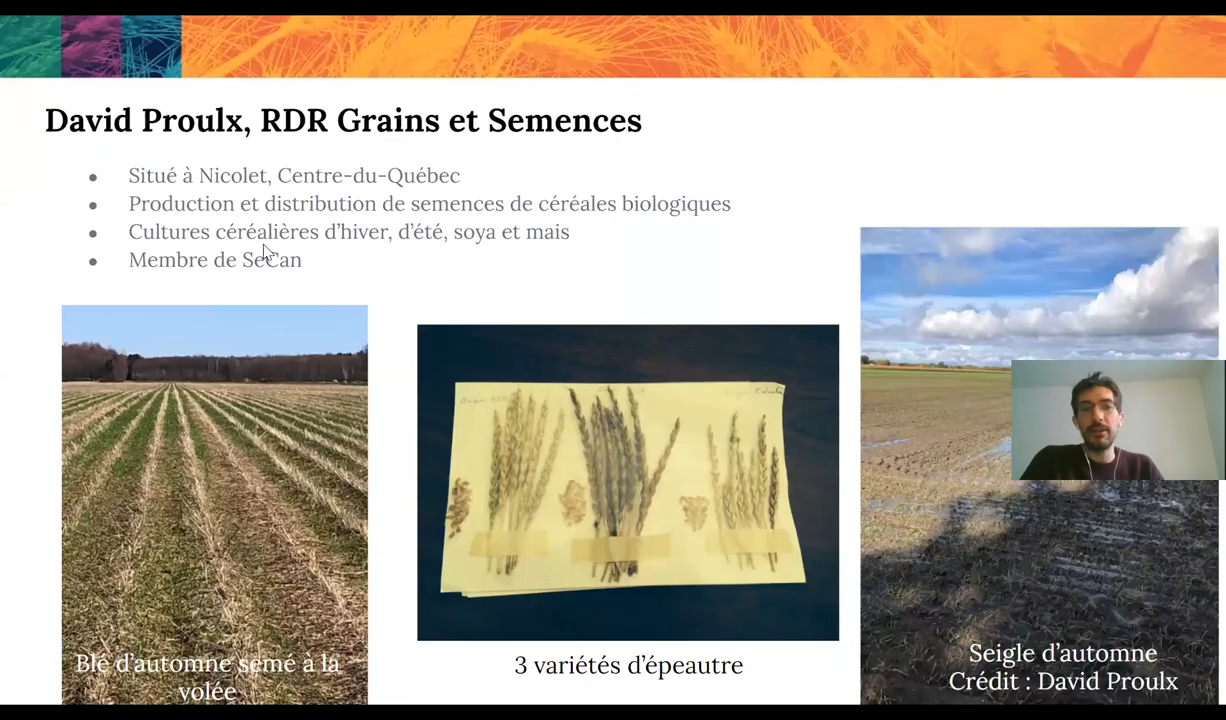 David Proulx, RDR Grains et Semences
● Situé à Nicolet, Centre-du-Québec
● Production et distribution de semences de céréales biologiques
● Cultures céréalières d’hiver, d’été, soya et mais
● Membre de SeCan
Blé d’automne semé à la
volée
3 variétés d’épeautre
Seigle d’automne
Crédit : David Proulx